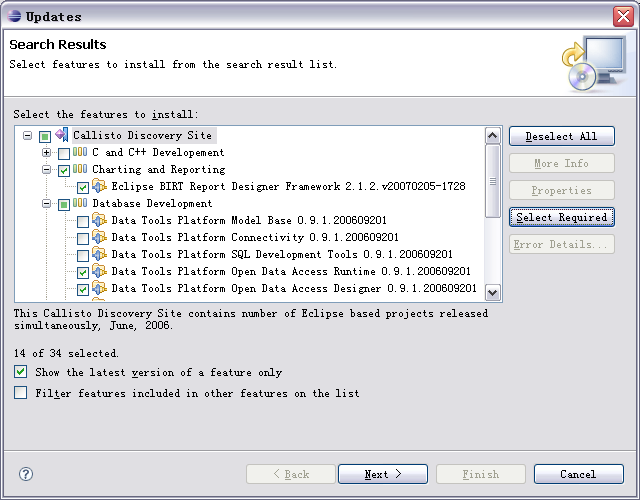 Updates
Search Results
Select features to install from the search result list.
Select the features to install:
Callisto Discovery Site
C and C++ Developement
Charting and Reporting
Eclipse BIRT Report Designer Framework 2.1.2.v20070205-1728
Database Development
Data Tools Platform Model Base 0.9.1.200609201
Data Tools Platform Connectivity 0.9.1.200609201
Data Tools Platform SQL Development Tools 0.9.1.200609201
Data Tools Platform Open Data Access Runtime 0.9.1.200609201
Data Tools Platform Open Data Access Designer 0.9.1.200609201
Deselect All
More Info
Properties
Select Required
Error Details...
This Callisto Discovery Site contains number of Eclipse based projects released
simultaneously, June, 2006.
14 of 34 selected.
Show the latest version of a feature only
Filter features included in other features on the list
?
< Back
Next >
Finish
Cancel